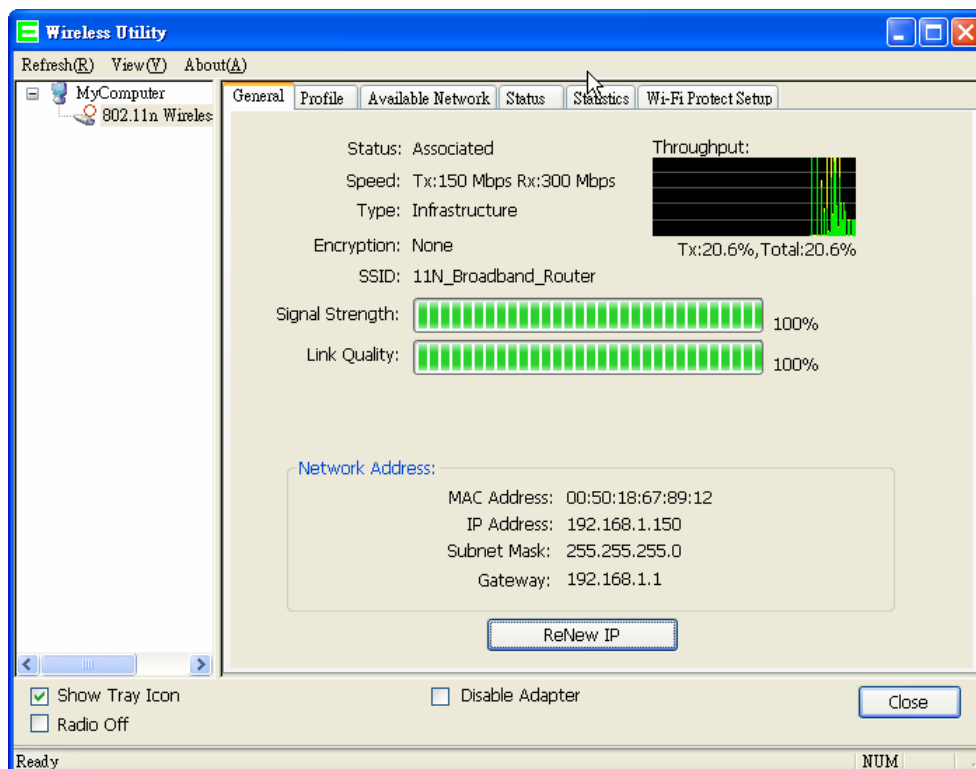 Wireless Utility
Refresh(R) View(V) About(A)
MyComputer
802.11n Wireles
General Profile Available Network Status Statistics Wi-Fi Protect Setup
Status: Associated
Throughput:
Speed: Tx:150 Mbps Rx:300 Mbps
Type: Infrastructure
Encryption: None
Tx:20.6%,Total:20.6%
SSID: 11N_Broadband_Router
Signal Strength: 100%
Link Quality: 100%
Network Address:
MAC Address: 00:50:18:67:89:12
IP Address: 192.168.1.150
Subnet Mask: 255.255.255.0
Gateway: 192.168.1.1
ReNew IP
Show Tray Icon
Disable Adapter
Close
Radio Off
Ready
NUM